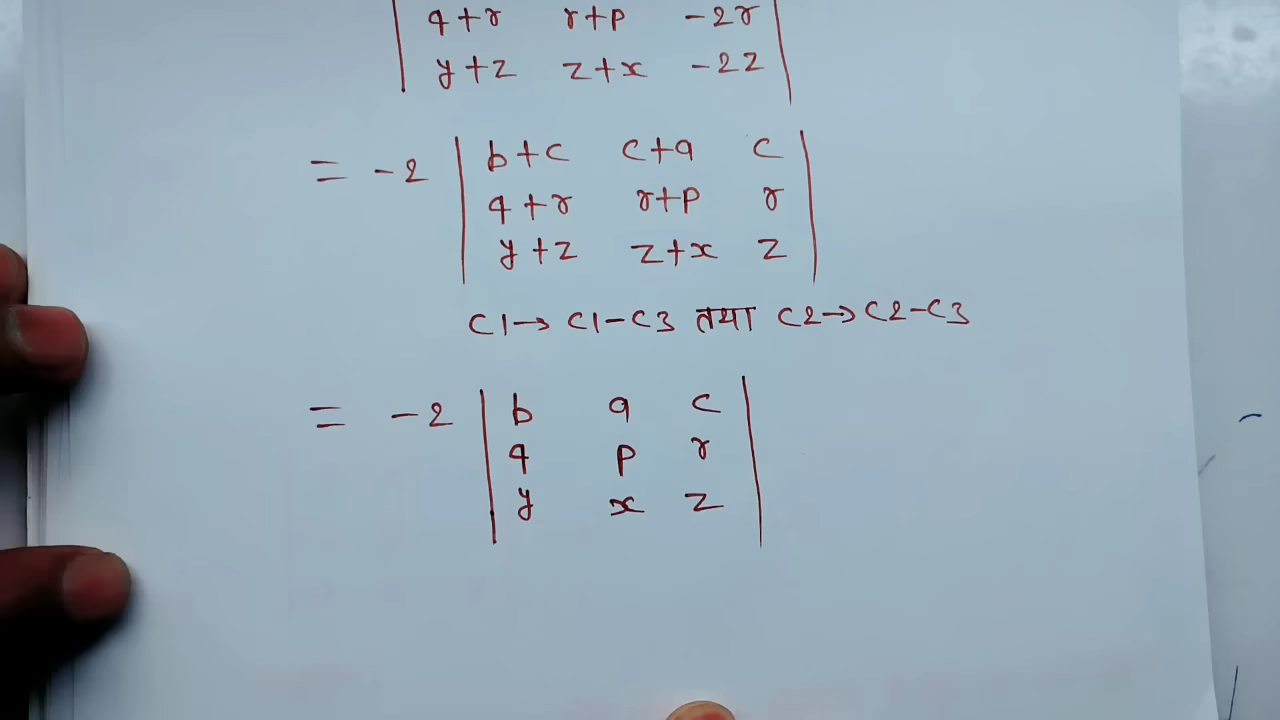 q+r r+p -2r
y+z z+x -2z
= -2 | b+c c+a c |
q+r r+p r
y+z z+x z
C1→ C1-C3 तथा C2→C2-C3
= -2 | b a c |
q p r
y x z